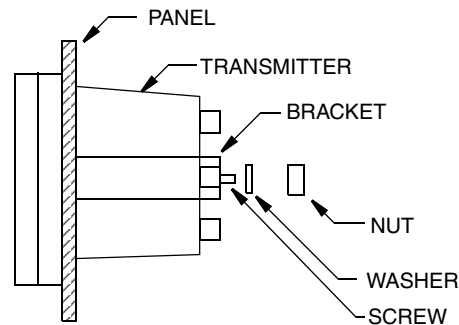 PANEL
TRANSMITTER
BRACKET
NUT
WASHER
SCREW